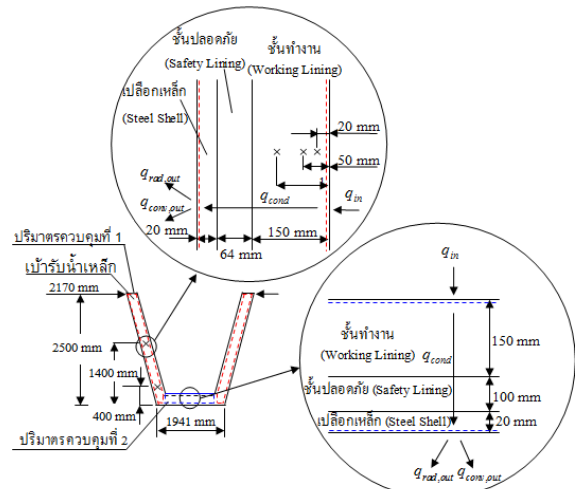 ชั้นปลอดภัย
(Safety Lining)
ชั้นทำงาน
(Working Lining)
เปลือกเหล็ก
(Steel Shell)
20 mm
50 mm
q_rad,out
q_conv,out
q_cond
q_in
20 mm
64 mm
150 mm
ปริมาตรควบคุมที่ 1
เบ้ารับน้ำเหล็ก
2170 mm
2500 mm
1400 mm
400 mm
1941 mm
ปริมาตรควบคุมที่ 2
q_in
ชั้นทำงาน
(Working Lining) q_cond
150 mm
ชั้นปลอดภัย (Safety Lining)
100 mm
เปลือกเหล็ก (Steel Shell)
20 mm
q_rad,out q_conv,out